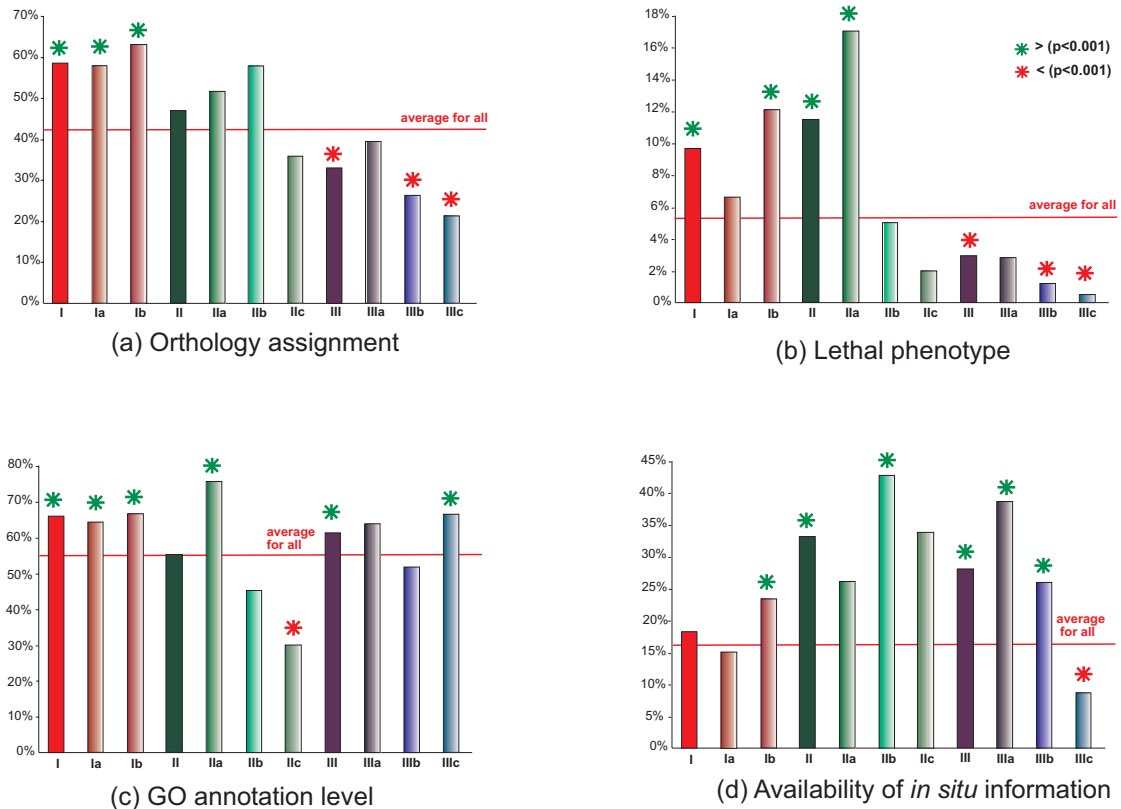 70%
60%
50%
40%
30%
20%
10%
0%
average for all
I Ia Ib II IIa IIb IIc III IIIa IIIb IIIc
(a) Orthology assignment
18%
16%
14%
12%
10%
8%
6%
4%
2%
0%
> (p<0.001)
< (p<0.001)
average for all
I Ia Ib II IIa IIb IIc III IIIa IIIb IIIc
(b) Lethal phenotype
80%
70%
60%
50%
40%
30%
20%
10%
0%
average
for all
I Ia Ib II IIa IIb IIc III IIIa IIIb IIIc
(c) GO annotation level
45%
40%
35%
30%
25%
20%
15%
10%
5%
0%
average
for all
I Ia Ib II IIa IIb IIc III IIIa IIIb IIIc
(d) Availability of in situ information